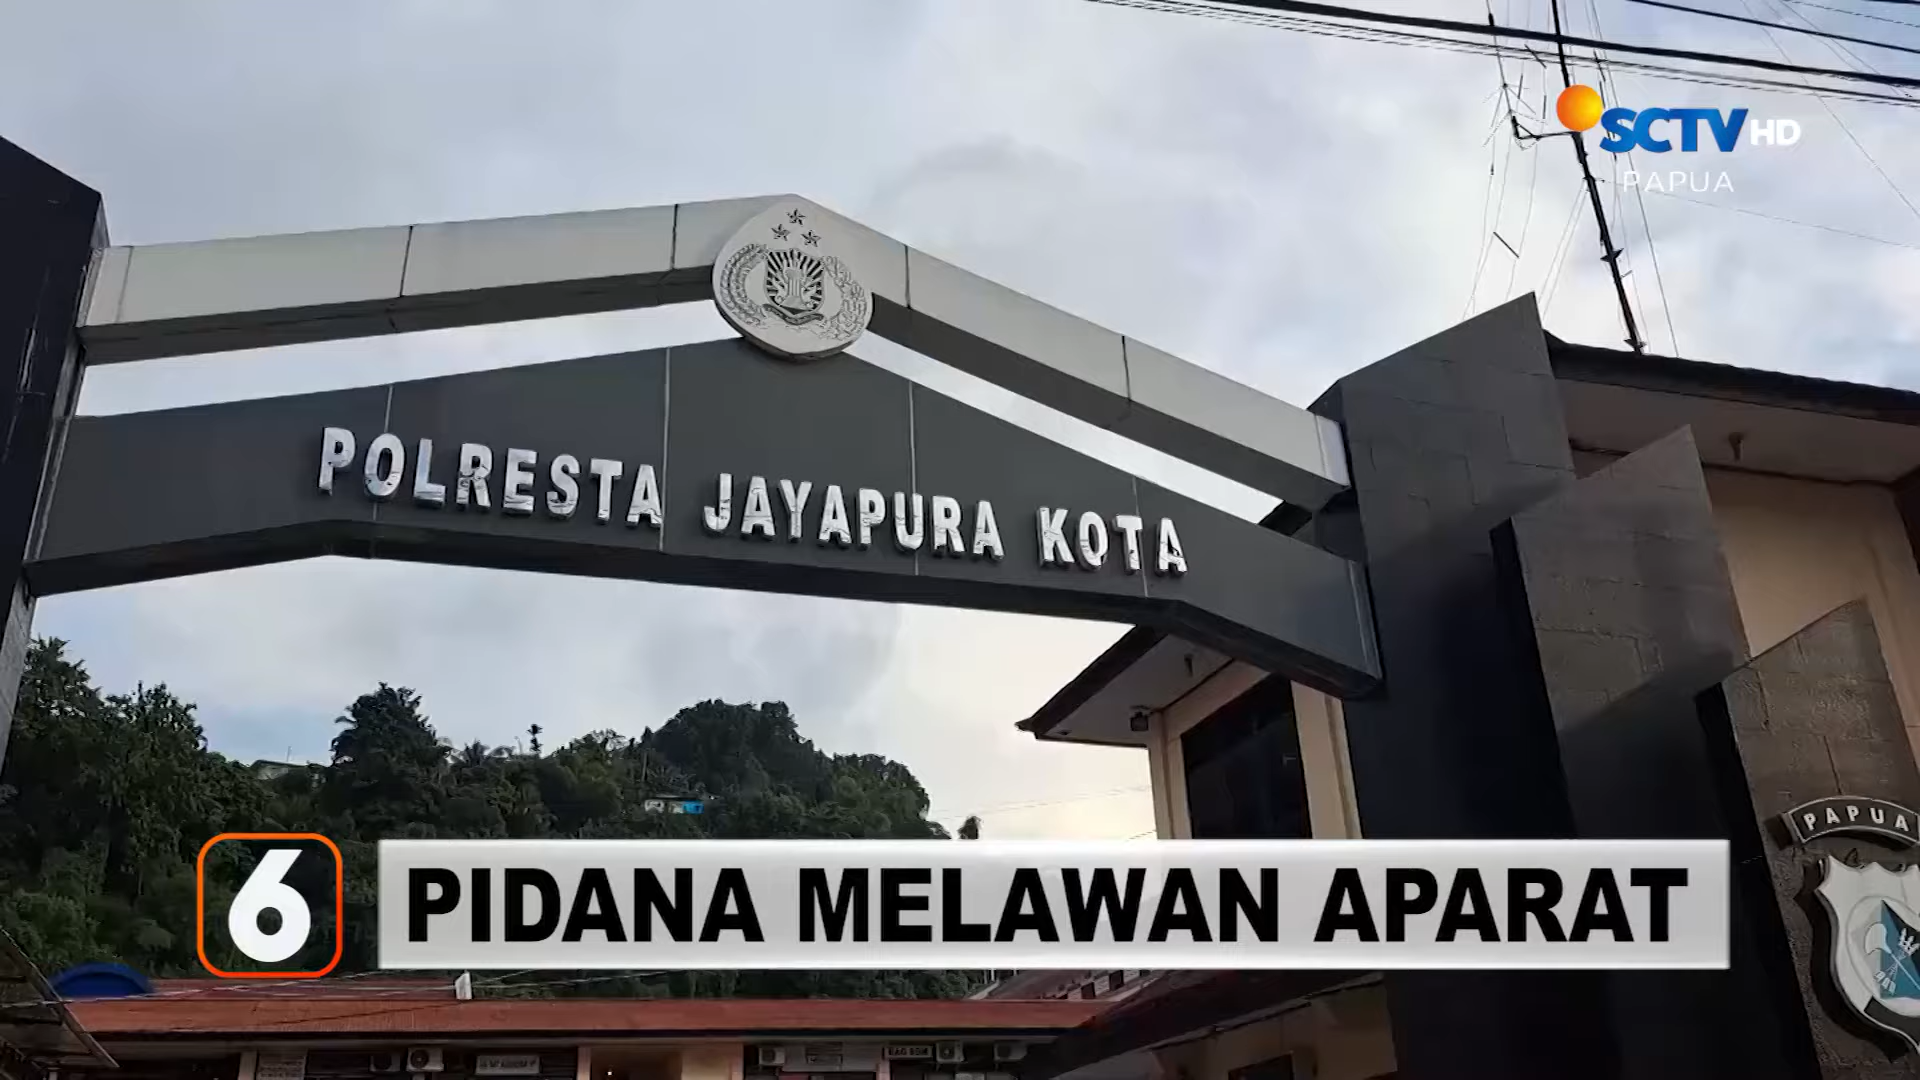 SCTV HD
PAPUA
POLRESTA JAYAPURA KOTA
PAPUA
6 PIDANA MELAWAN APARAT